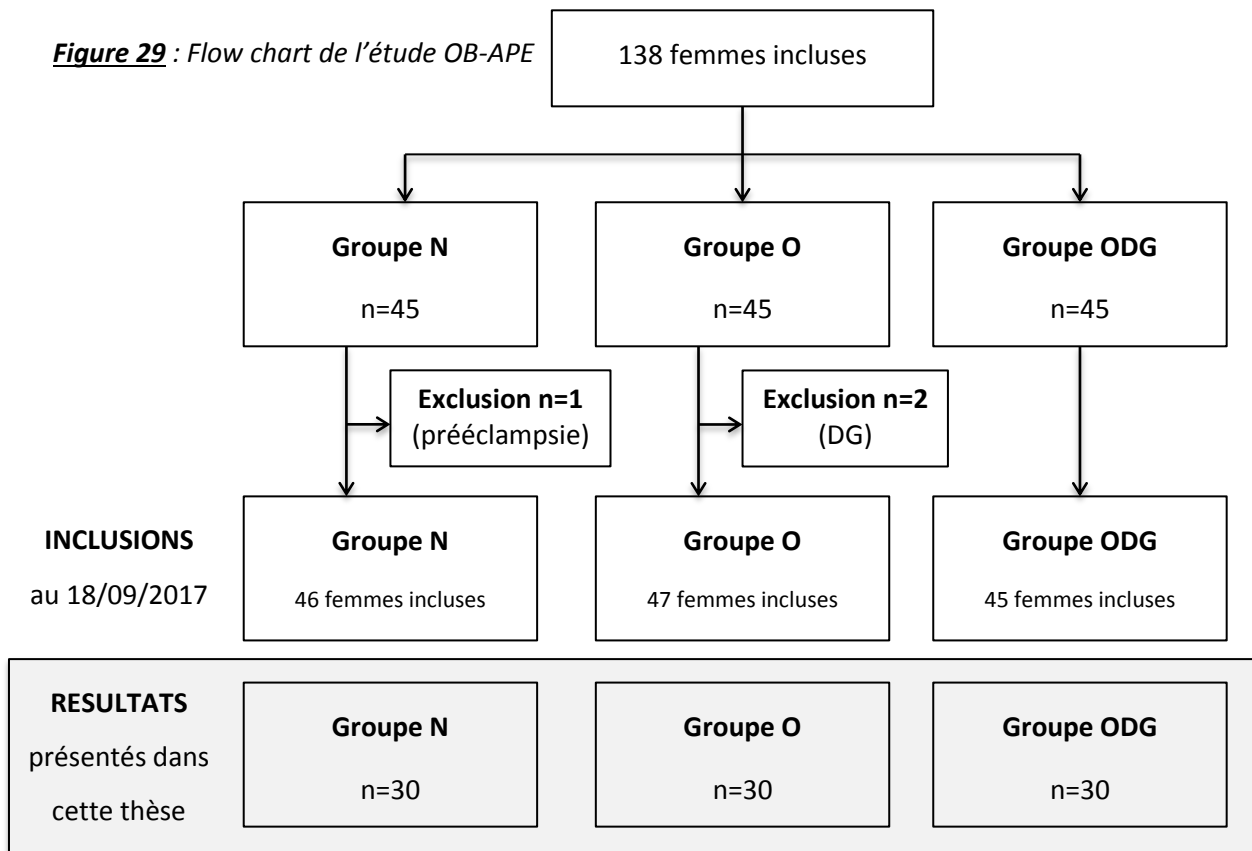 Figure 29 : Flow chart de l’étude OB-APE
138 femmes incluses
Groupe N
n=45
Groupe O
n=45
Groupe ODG
n=45
Exclusion n=1
(prééclampsie)
Exclusion n=2
(DG)
INCLUSIONS
au 18/09/2017
Groupe N
46 femmes incluses
Groupe O
47 femmes incluses
Groupe ODG
45 femmes incluses
RESULTATS
présentés dans
cette thèse
Groupe N
n=30
Groupe O
n=30
Groupe ODG
n=30